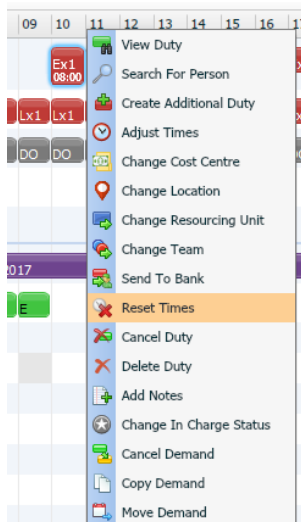 09 10 11 12 13 14 15 16
View Duty
Ex1
08:00
Search For Person
Create Additional Duty
Lx1 Lx1
Adjust Times
DO DO
Change Cost Centre
Change Location
Change Resourcing Unit
Change Team
2017
Send To Bank
E
Reset Times
Cancel Duty
Delete Duty
Add Notes
Change In Charge Status
Cancel Demand
Copy Demand
Move Demand